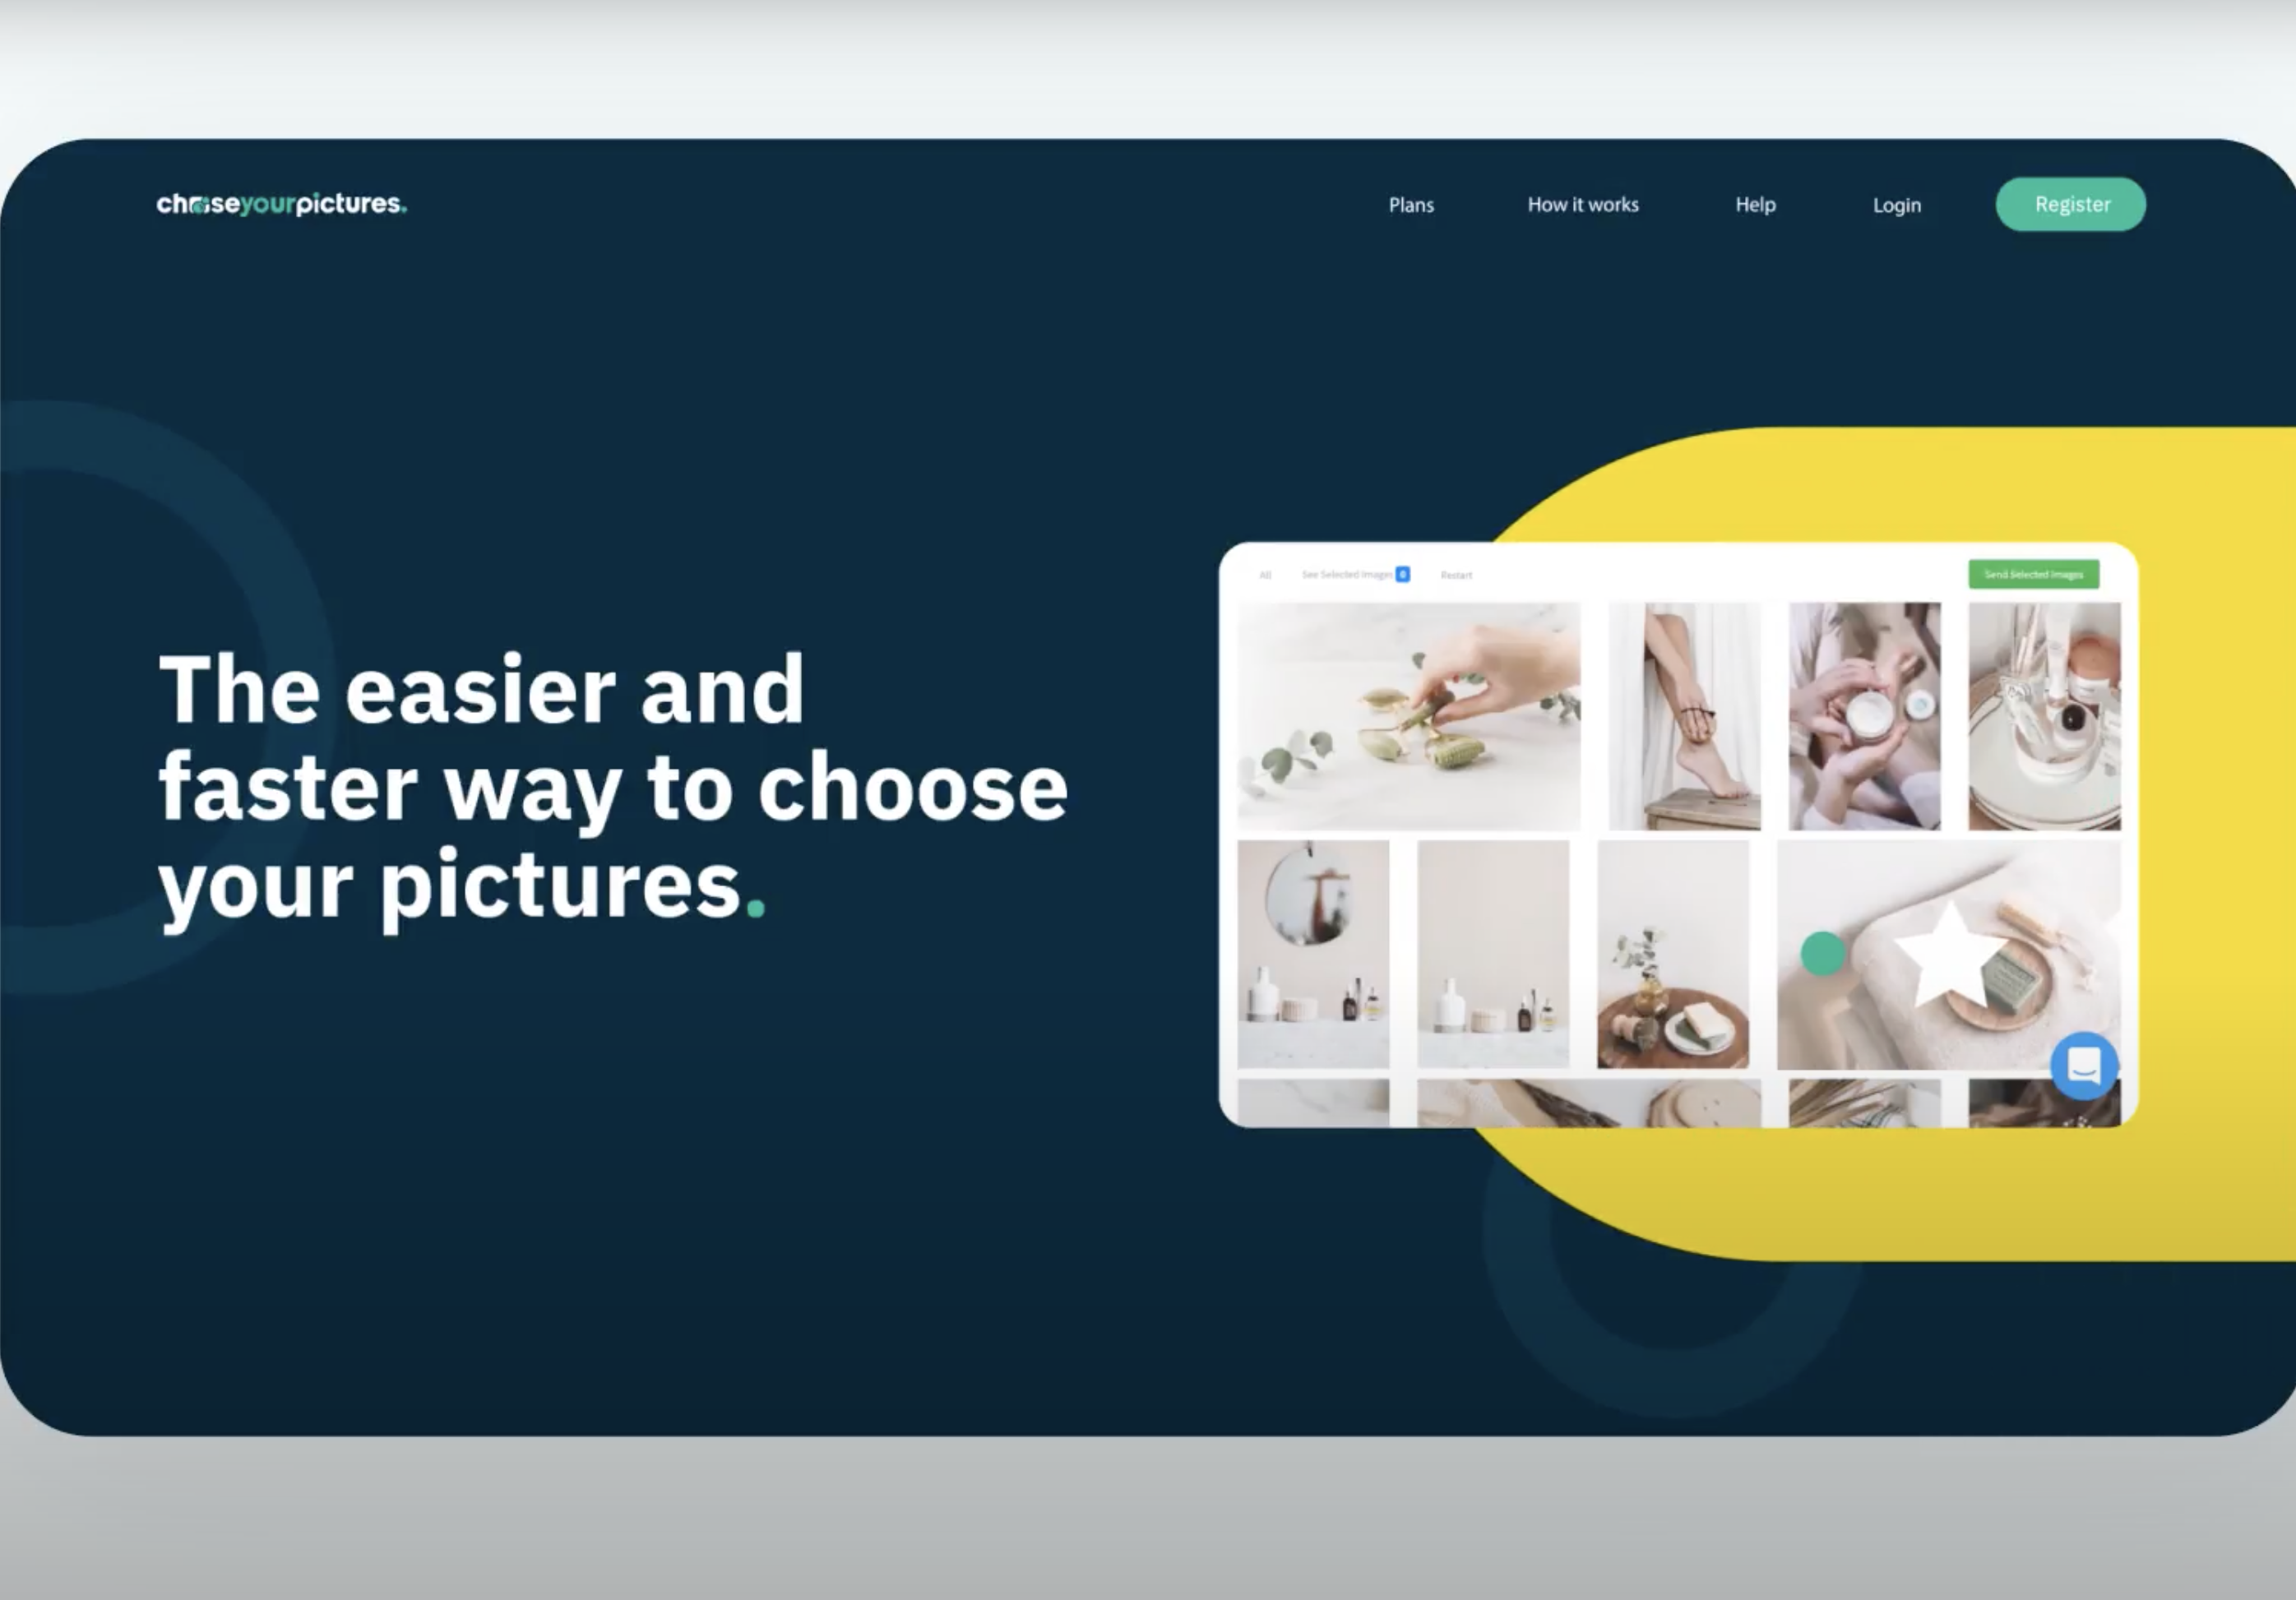 chooseyourpictures.
Plans
How it works
Help
Login
Register
The easier and
faster way to choose
your pictures.
All
See Selected Images
Restart
Send Selected Images